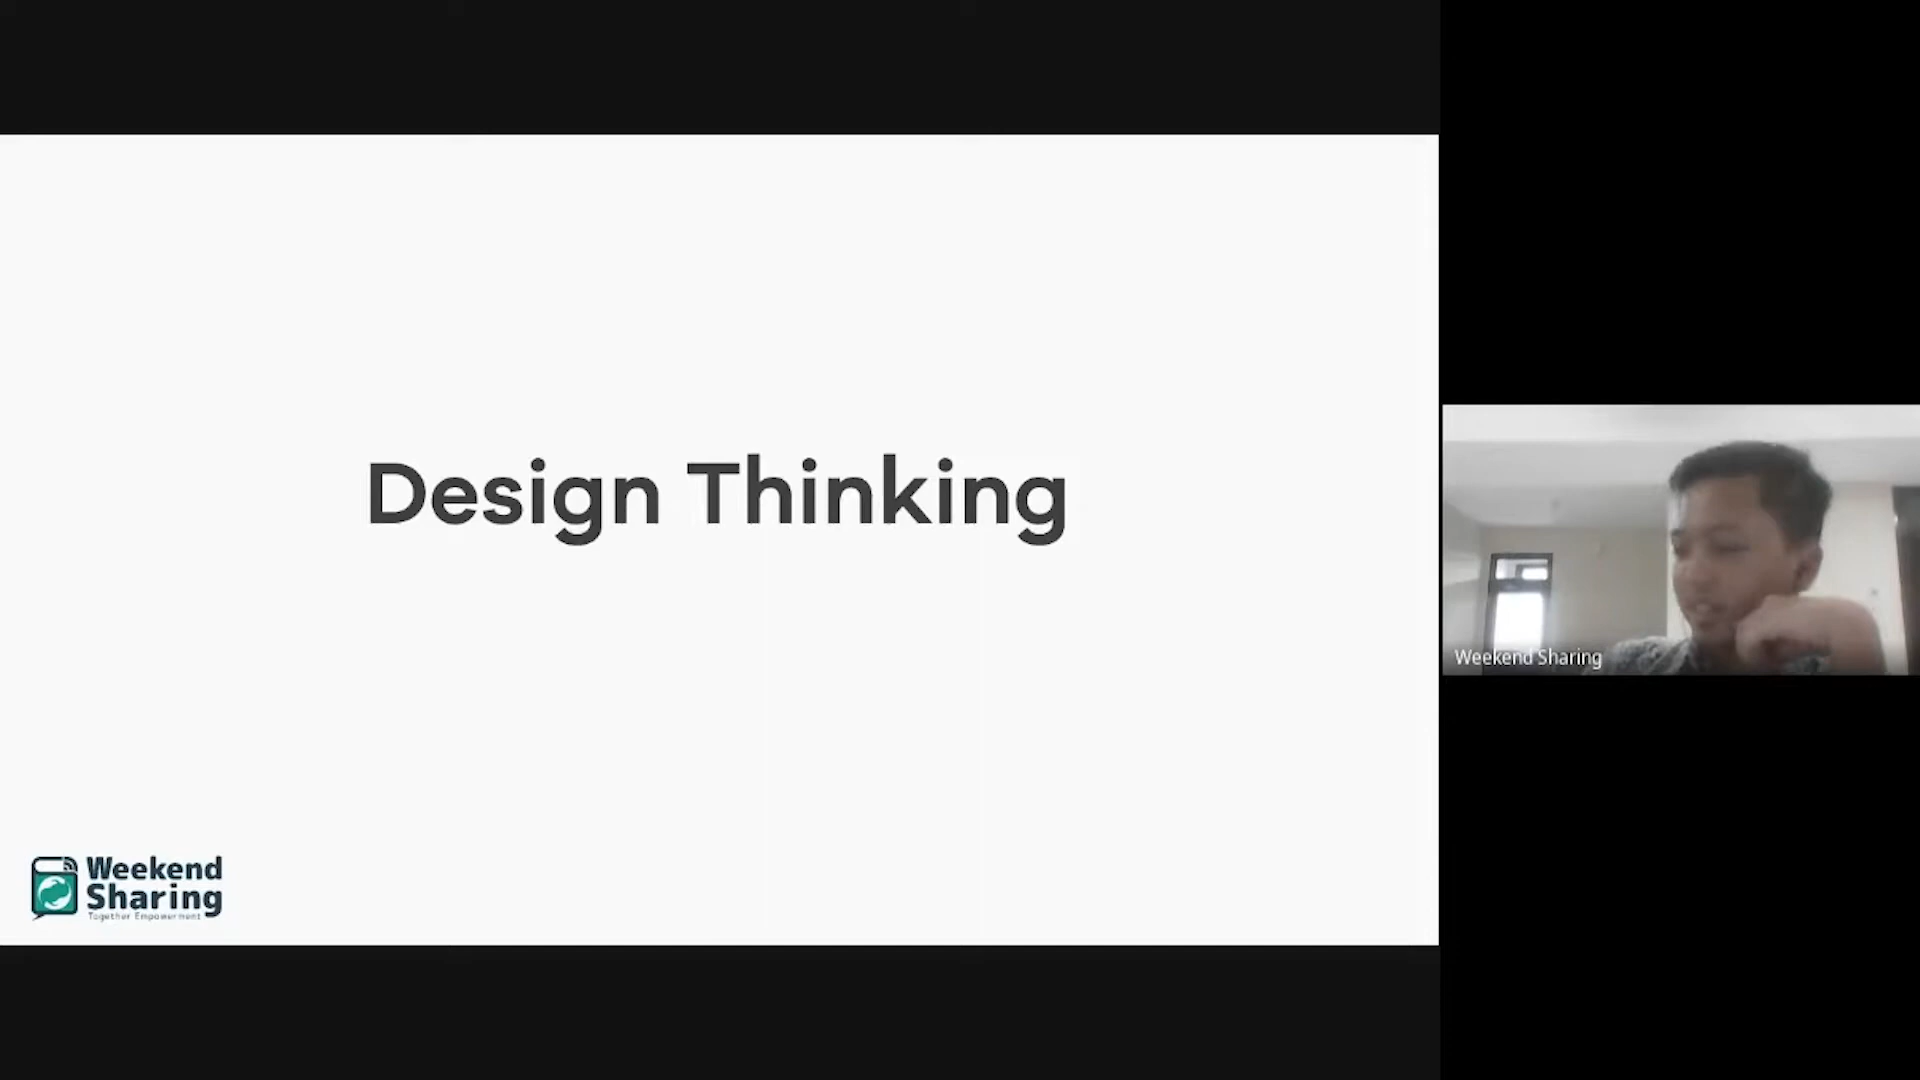 Design Thinking
Weekend
Sharing
Together Empowerment
Weekend Sharing